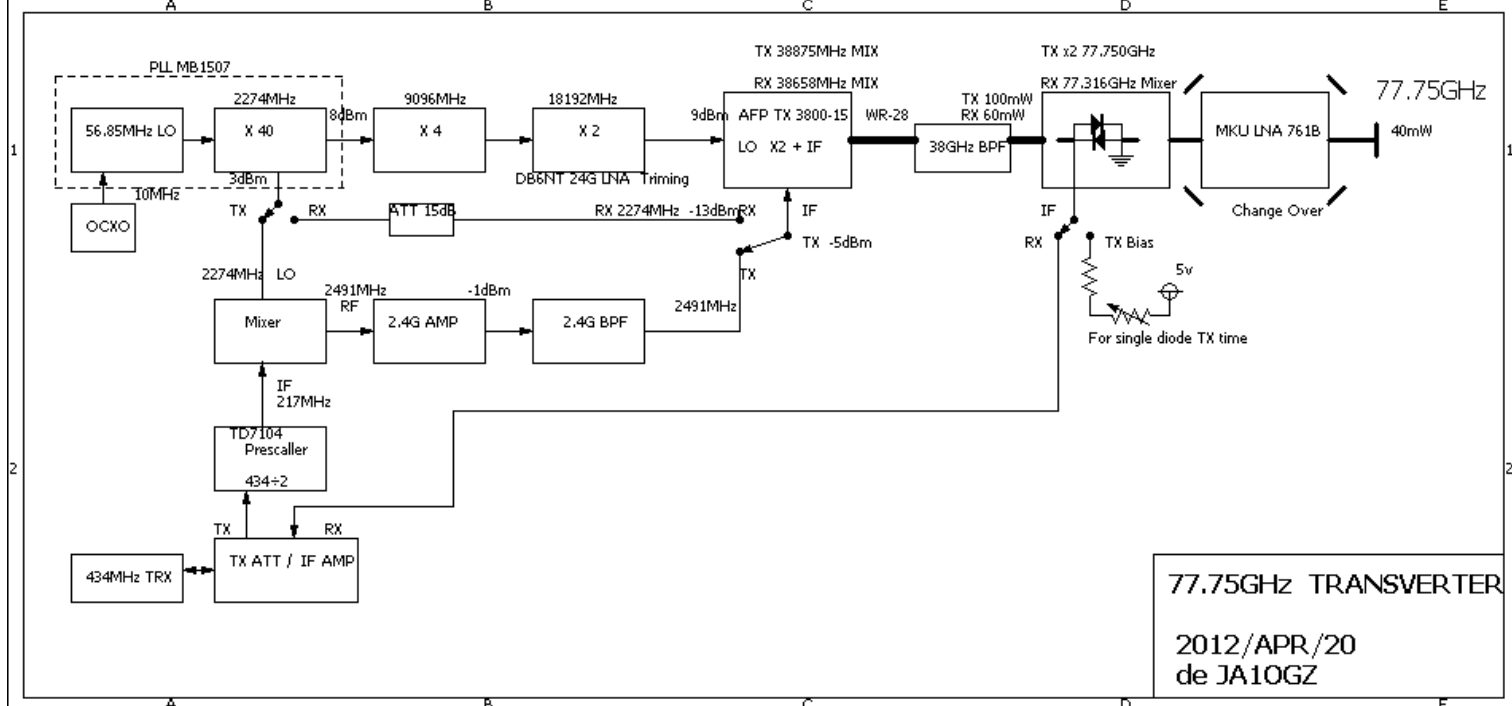 A B C D E
TX 38875MHz MIX
TX x2 77.750GHz
PLL MB1507
RX 38658MHz MIX
RX 77.316GHz Mixer
77.75GHz
2274MHz
9096MHz
18192MHz
TX 100mW
RX 60mW
8dBm
9dBm
AFP TX 3800-15
WR-28
56.85MHz LO
X 40
X 4
X 2
MKU LNA 761B
40mW
LO X2 + IF
38GHz BPF
1
1
3dBm
DB6NT 24G LNA Triming
10MHz
TX
RX
ATT 15dB
RX 2274MHz -13dBm
RX
IF
IF
Change Over
OCXO
TX -5dBm
RX
TX Bias
2274MHz LO
TX
5v
2491MHz
RF
-1dBm
2491MHz
Mixer
2.4G AMP
2.4G BPF
For single diode TX time
IF
217MHz
TD7104
Prescaller
434÷2
2
2
TX
RX
TX ATT / IF AMP
434MHz TRX
77.75GHz TRANSVERTER
2012/APR/20
de JA1OGZ
A B C D E